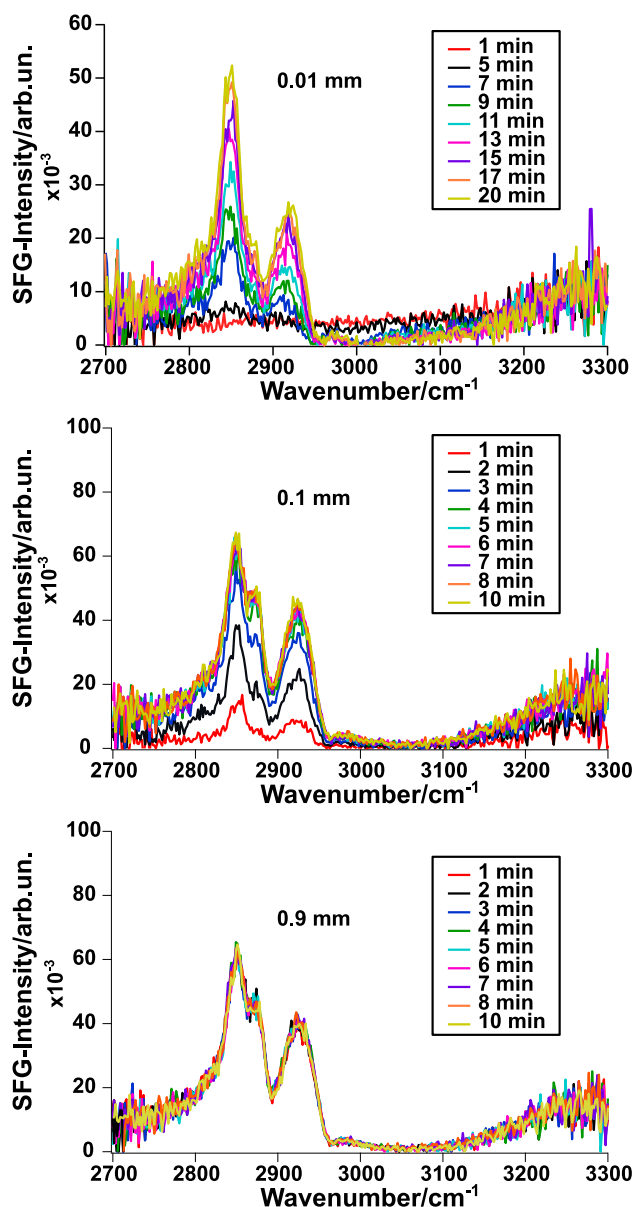 60
50
40
30
20
10
0
SFG-Intensity/arb.un.
x10⁻³
0.01 mm
1 min
5 min
7 min
9 min
11 min
13 min
15 min
17 min
20 min
2700 2800 2900 3000 3100 3200 3300
Wavenumber/cm⁻¹
100
80
60
40
20
0
SFG-Intensity/arb.un.
x10⁻³
0.1 mm
1 min
2 min
3 min
4 min
5 min
6 min
7 min
8 min
10 min
2700 2800 2900 3000 3100 3200 3300
Wavenumber/cm⁻¹
100
80
60
40
20
0
SFG-Intensity/arb.un.
x10⁻³
0.9 mm
1 min
2 min
3 min
4 min
5 min
6 min
7 min
8 min
10 min
2700 2800 2900 3000 3100 3200 3300
Wavenumber/cm⁻¹